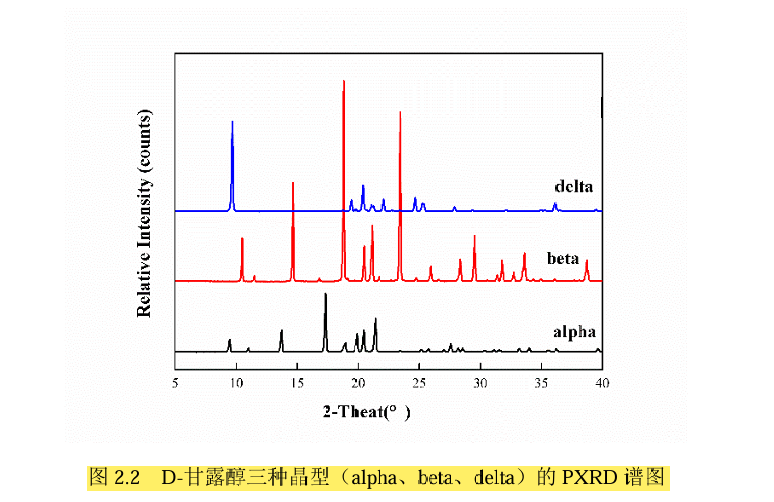 Relative Intensity (counts)
delta
beta
alpha
5 10 15 20 25 30 35 40
2-Theat(° )
图 2.2 D-甘露醇三种晶型（alpha、beta、delta）的 PXRD 谱图